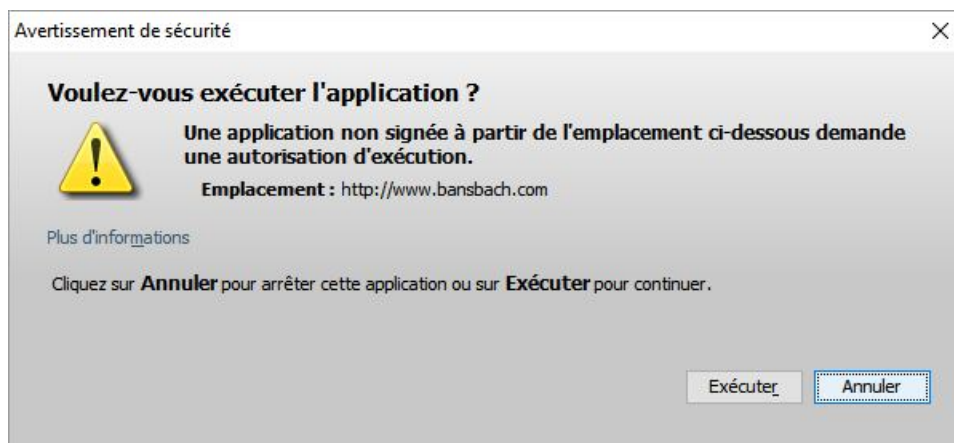 Avertissement de sécurité
Voulez-vous exécuter l'application ?
Une application non signée à partir de l'emplacement ci-dessous demande
une autorisation d'exécution.
Emplacement : http://www.bansbach.com
Plus d'informations
Cliquez sur Annuler pour arrêter cette application ou sur Exécuter pour continuer.
Exécuter
Annuler